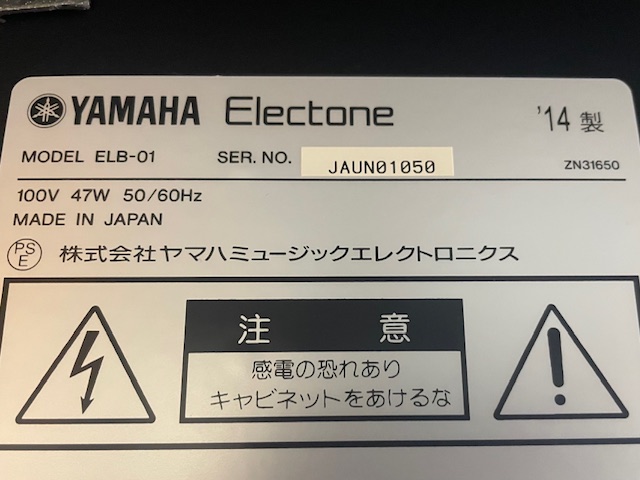 YAMAHA Electone '14 製
MODEL ELB-01 SER. NO. JAUN01050 ZN31650
100V 47W 50/60Hz
MADE IN JAPAN
PSE 株式会社ヤマハミュージックエレクトロニクス
注意
感電の恐れあり
キャビネットをあけるな